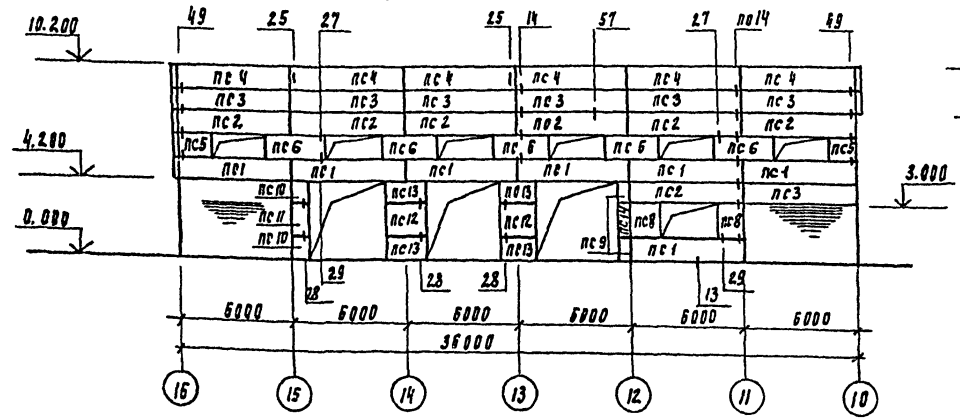 49 25 27 25 14 57 27 по14 49
10.200
пс4 пс4 пс4 пс4 пс4 пс4
пс3 пс3 пс3 пс3 пс3 пс3
пс2 пс2 пс2 по2 пс2 пс2
4.200
пс5 пс6 пс6 пс6 пс6 пс6 пс5
пс1 пс1 пс1 пс1 пс1 пс1
пс10 пс13 по13 пс2 пс3
3.000
0.000
пс11 пс12 пс12 пс14 пс8 пс8
пс10 пс13 пс13 пс9 пс1
28 29 28 28 13 29
6000 6000 6000 6000 6000 6000
36000
16 15 14 13 12 11 10